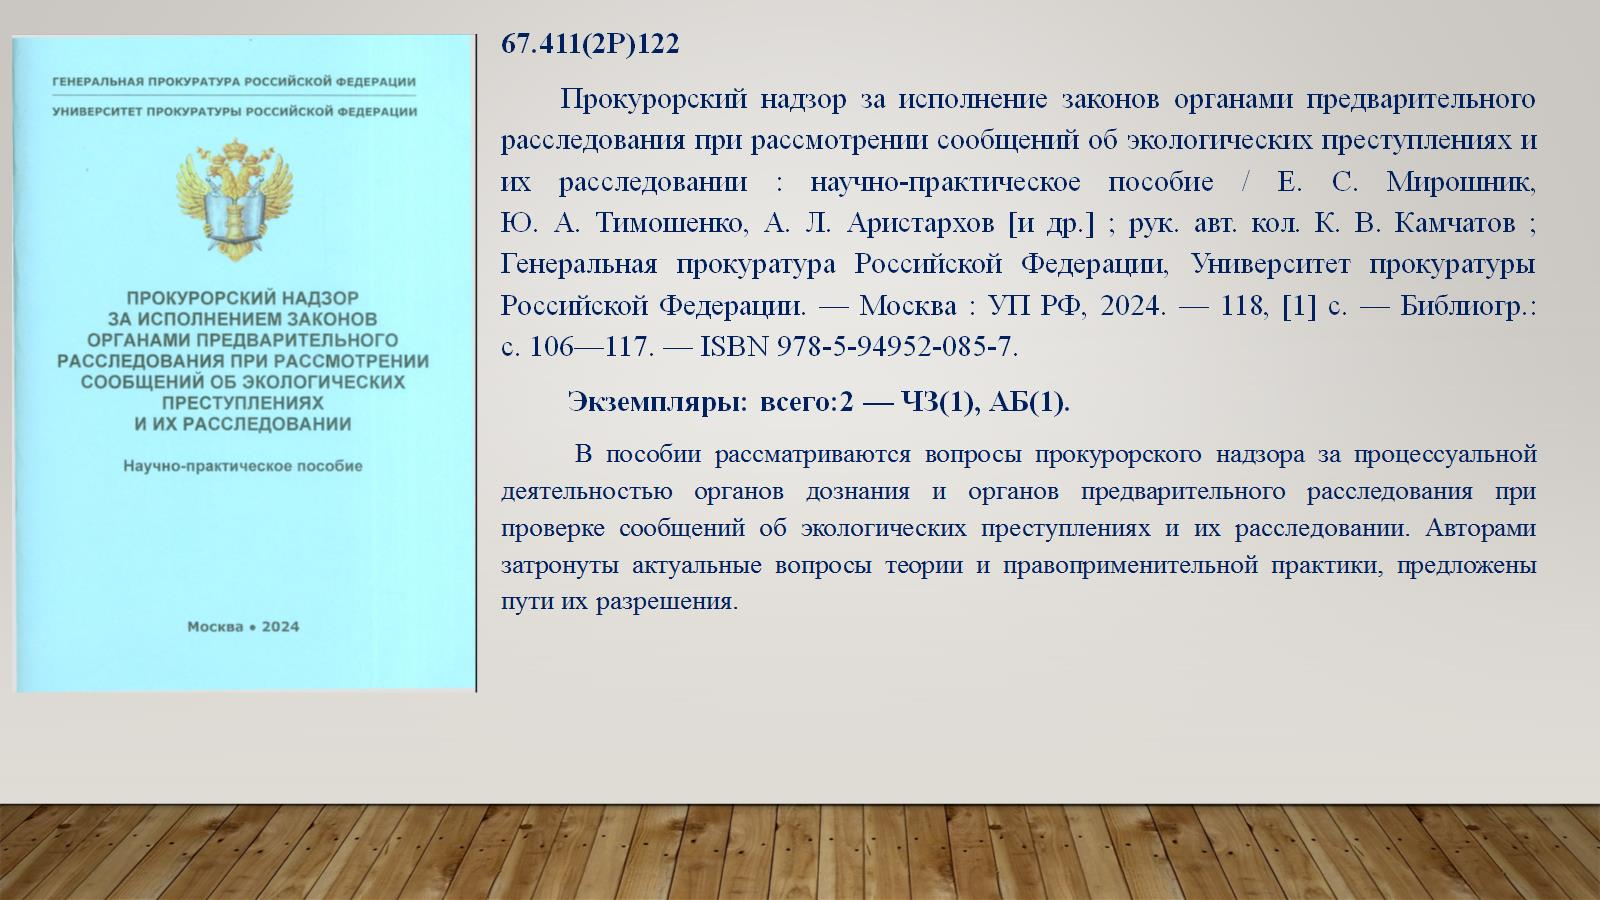 ГЕНЕРАЛЬНАЯ ПРОКУРАТУРА РОССИЙСКОЙ ФЕДЕРАЦИИ
УНИВЕРСИТЕТ ПРОКУРАТУРЫ РОССИЙСКОЙ ФЕДЕРАЦИИ
ПРОКУРОРСКИЙ НАДЗОР
ЗА ИСПОЛНЕНИЕМ ЗАКОНОВ
ОРГАНАМИ ПРЕДВАРИТЕЛЬНОГО
РАССЛЕДОВАНИЯ ПРИ РАССМОТРЕНИИ
СООБЩЕНИЙ ОБ ЭКОЛОГИЧЕСКИХ
ПРЕСТУПЛЕНИЯХ
И ИХ РАССЛЕДОВАНИИ
Научно-практическое пособие
Москва • 2024
67.411(2Р)122
Прокурорский надзор за исполнение законов органами предварительного
расследования при рассмотрении сообщений об экологических преступлениях и
их расследовании : научно-практическое пособие / Е. С. Мирошник,
Ю. А. Тимошенко, А. Л. Аристархов [и др.] ; рук. авт. кол. К. В. Камчатов ;
Генеральная прокуратура Российской Федерации, Университет прокуратуры
Российской Федерации. — Москва : УП РФ, 2024. — 118, [1] с. — Библиогр.:
с. 106—117. — ISBN 978-5-94952-085-7.
Экземпляры: всего:2 — ЧЗ(1), АБ(1).
В пособии рассматриваются вопросы прокурорского надзора за процессуальной
деятельностью органов дознания и органов предварительного расследования при
проверке сообщений об экологических преступлениях и их расследовании. Авторами
затронуты актуальные вопросы теории и правоприменительной практики, предложены
пути их разрешения.